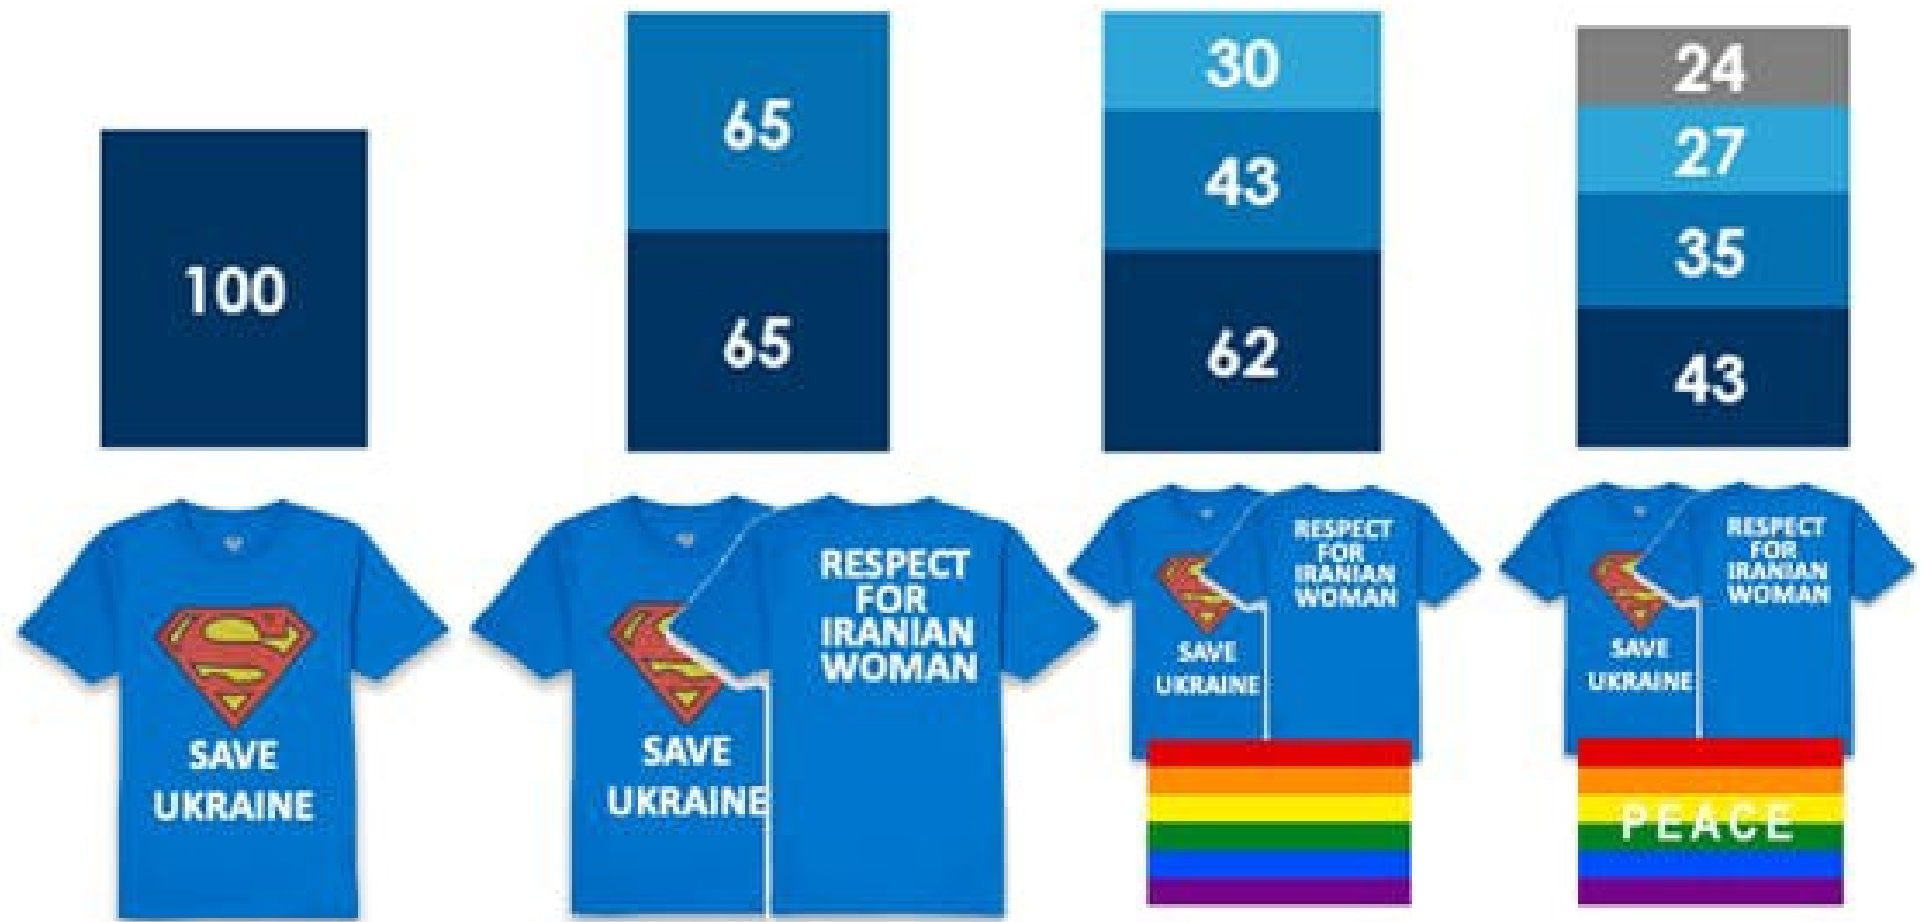 100
65
65
30
43
62
24
27
35
43
SAVE
UKRAINE
SAVE
UKRAINE
RESPECT
FOR
IRANIAN
WOMAN
SAVE
UKRAINE
RESPECT
FOR
IRANIAN
WOMAN
SAVE
UKRAINE
RESPECT
FOR
IRANIAN
WOMAN
PEACE